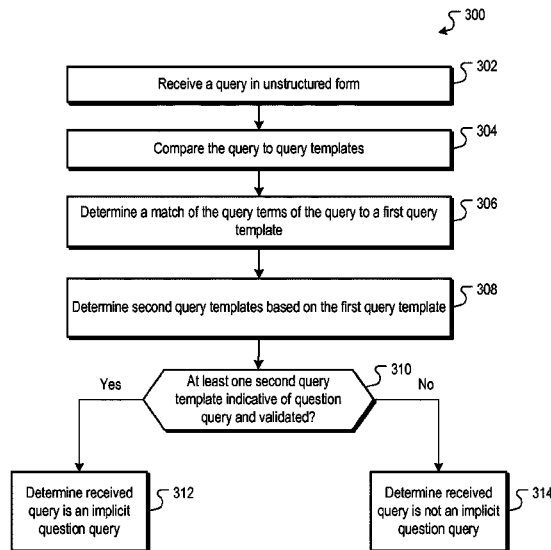 300
302
Receive a query in unstructured form
304
Compare the query to query templates
306
Determine a match of the query terms of the query to a first query
template
308
Determine second query templates based on the first query template
310
Yes
At least one second query
template indicative of question
query and validated?
No
312
Determine received
query is an implicit
question query
314
Determine received
query is not an implicit
question query